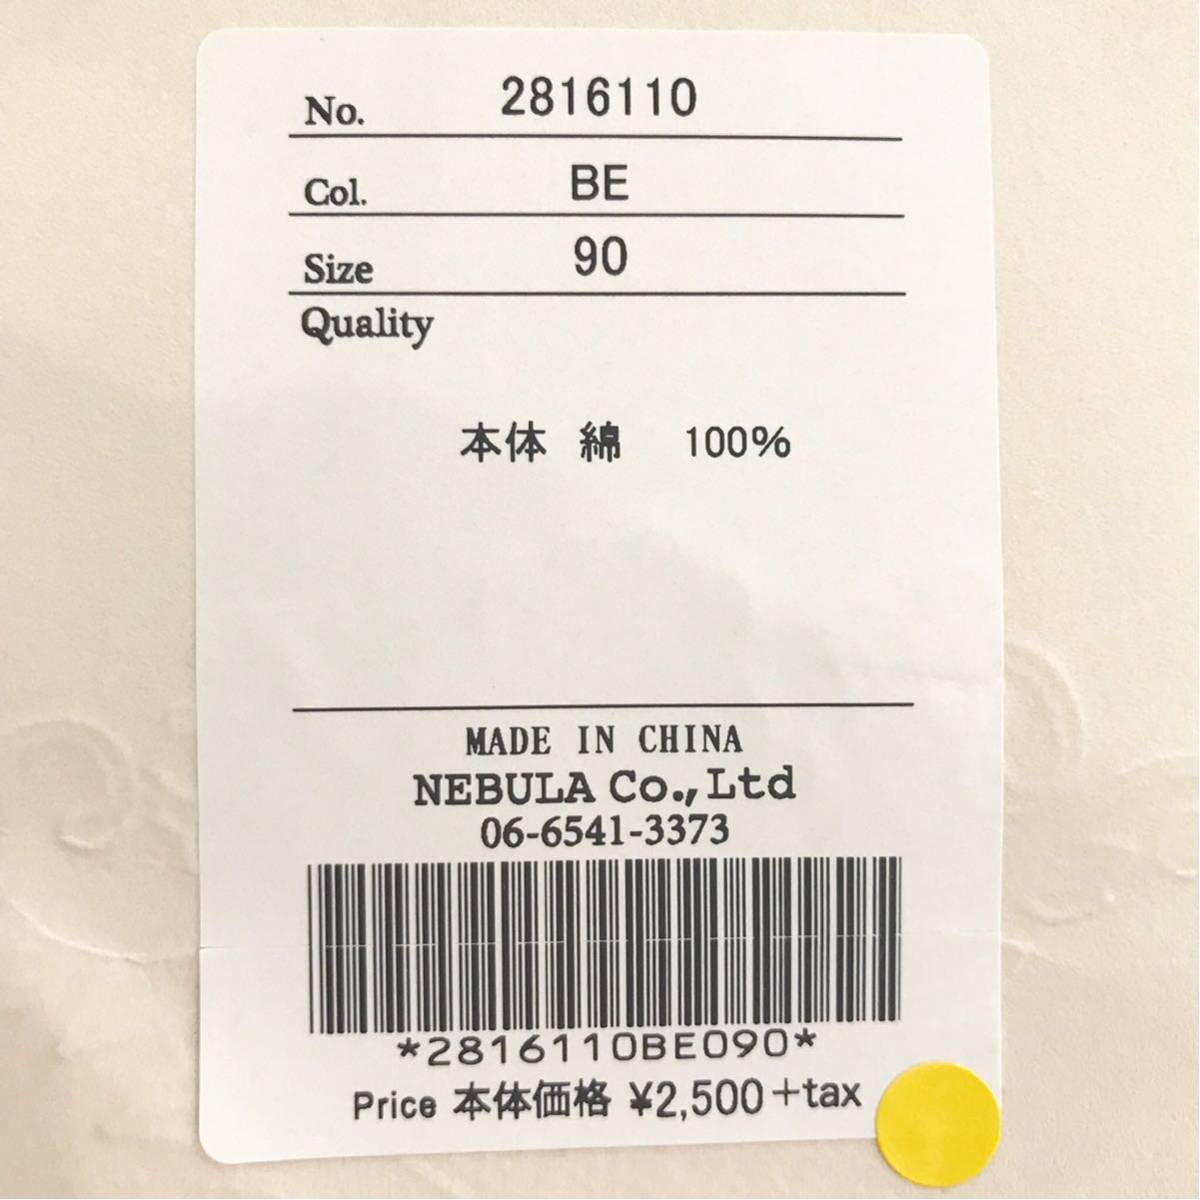 No. 2816110
Col. BE
Size 90
Quality
本体 綿 100%
MADE IN CHINA
NEBULA Co., Ltd
06-6541-3373
*2816110BE090*
Price 本体価格 ¥2,500+tax